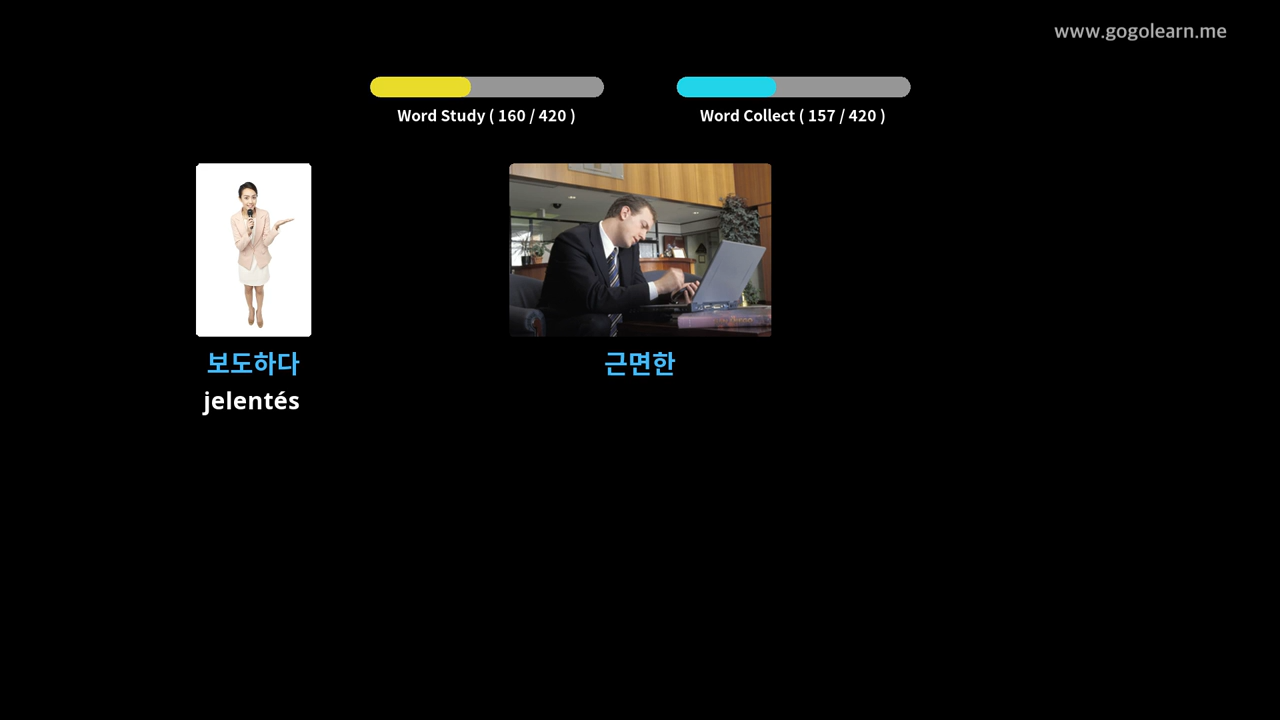 www.gogolearn.me
Word Study ( 160 / 420 )
Word Collect ( 157 / 420 )
보도하다
jelentés
근면한